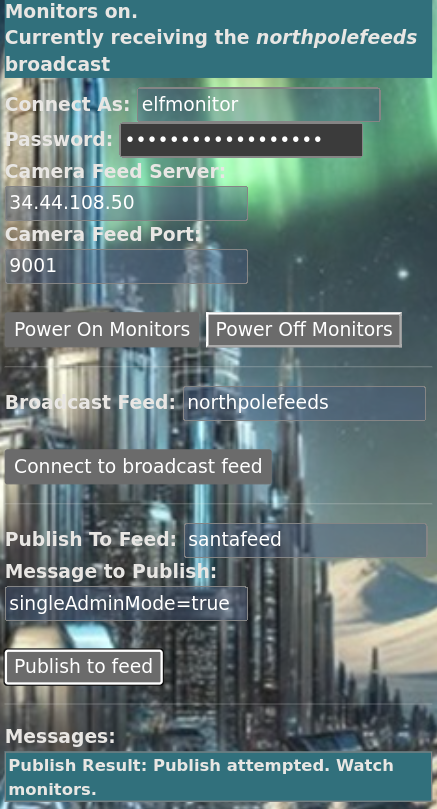 Monitors on.
Currently receiving the northpolefeeds
broadcast
Connect As: elfmonitor
Password: ••••••••••••••••••
Camera Feed Server:
34.44.108.50
Camera Feed Port:
9001
Power On Monitors Power Off Monitors
Broadcast Feed: northpolefeeds
Connect to broadcast feed
Publish To Feed: santafeed
Message to Publish:
singleAdminMode=true
Publish to feed
Messages:
Publish Result: Publish attempted. Watch
monitors.